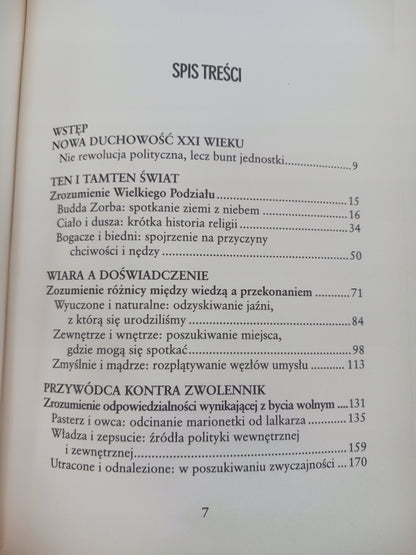 SPIS TREŚCI
WSTĘP
NOWA DUCHOWOŚĆ XXI WIEKU
Nie rewolucja polityczna, lecz bunt jednostki....................9
TEN I TAMTEN ŚWIAT
Zrozumienie Wielkiego Podziału....................15
Budda Zorba: spotkanie ziemi z niebem....................16
Ciało i dusza: krótka historia religii....................34
Bogacze i biedni: spojrzenie na przyczyny
chciwości i nędzy....................50
WIARA A DOŚWIADCZENIE
Zozumienie różnicy między wiedzą a przekonaniem..........71
Wyuczone i naturalne: odzyskiwanie jaźni,
z którą się urodziliśmy....................84
Zewnętrze i wnętrze: poszukiwanie miejsca,
gdzie mogą się spotkać....................98
Zmyślnie i mądrze: rozplątywanie węzłów umysłu..........113
PRZYWÓDCA KONTRA ZWOLENNIK
Zrozumienie odpowiedzialności wynikającej z bycia wolnym ....131
Pasterz i owca: odcinanie marionetki od lalkarza..........135
Władza i zepsucie: źródła polityki wewnętrznej
i zewnętrznej....................159
Utracone i odnalezione: w poszukiwaniu zwyczajności ...170
7